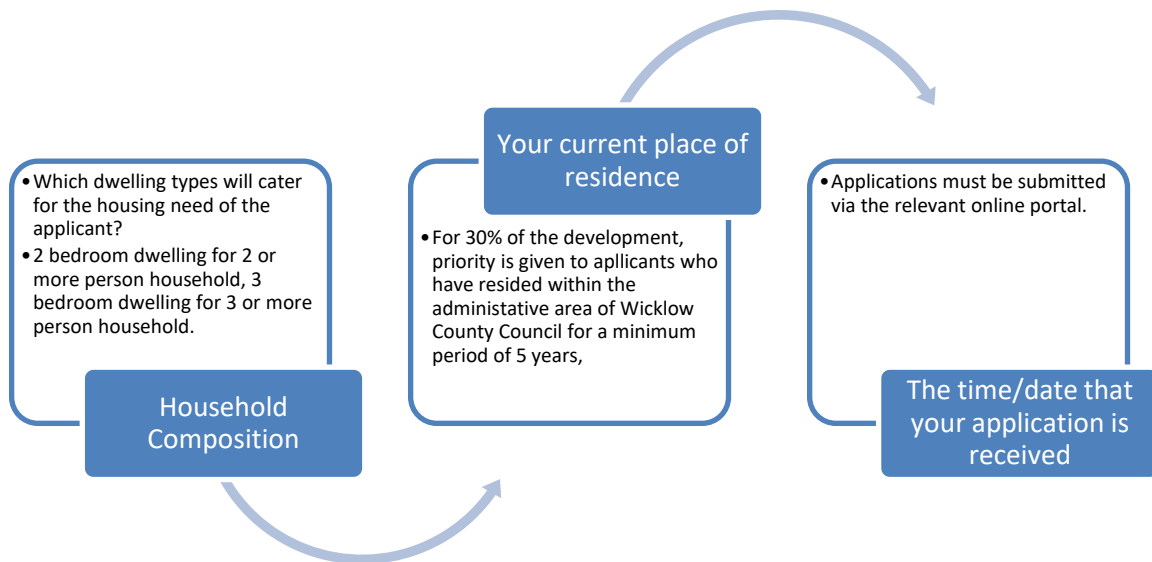 •Which dwelling types will cater
for the housing need of the
applicant?
•2 bedroom dwelling for 2 or
more person household, 3
bedroom dwelling for 3 or more
person household.
Household
Composition
Your current place of
residence
•For 30% of the development,
priority is given to apllicants who
have resided within the
administative area of Wicklow
County Council for a minimum
period of 5 years,
•Applications must be submitted
via the relevant online portal.
The time/date that
your application is
received